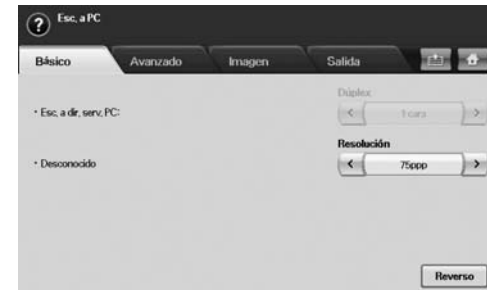 ? Esc, a PC
Básico Avanzado Imagen Salida
Dúplex
• Esc, a dir, serv, PC: < 1 cara >
Resolución
• Desconocido < 75ppp >
Reverso